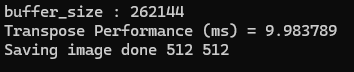 buffer_size : 262144
Transpose Performance (ms) = 9.983789
Saving image done 512 512